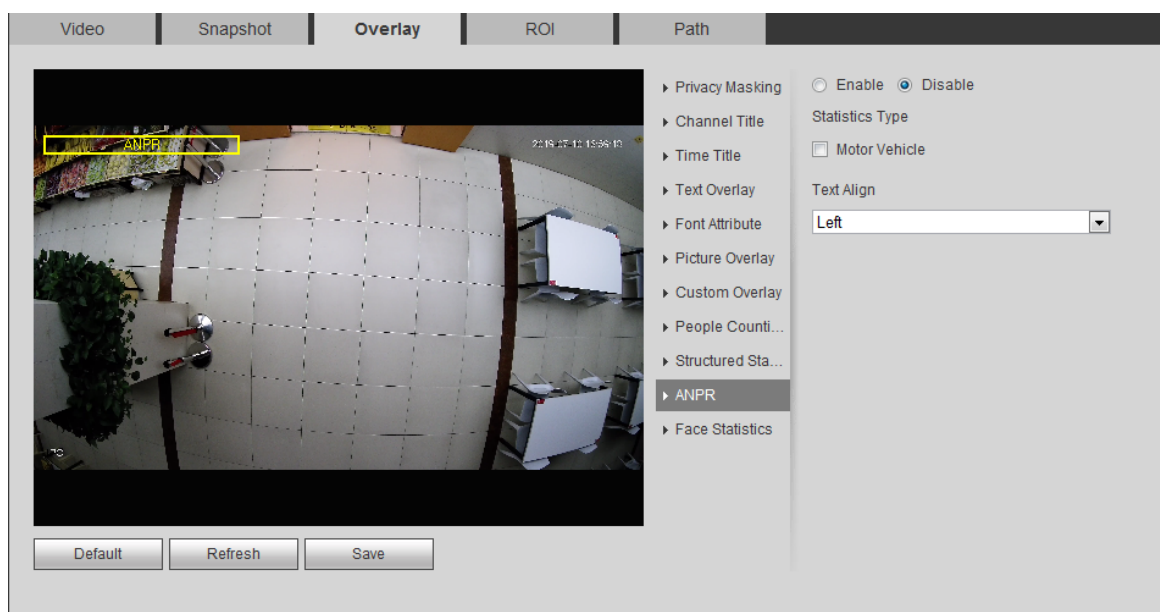 Video Snapshot Overlay ROI Path
ANPR
Privacy Masking
Channel Title
Time Title
Text Overlay
Font Attribute
Picture Overlay
Custom Overlay
People Counti...
Structured Sta...
ANPR
Face Statistics
Enable Disable
Statistics Type
Motor Vehicle
Text Align
Left
Default Refresh Save